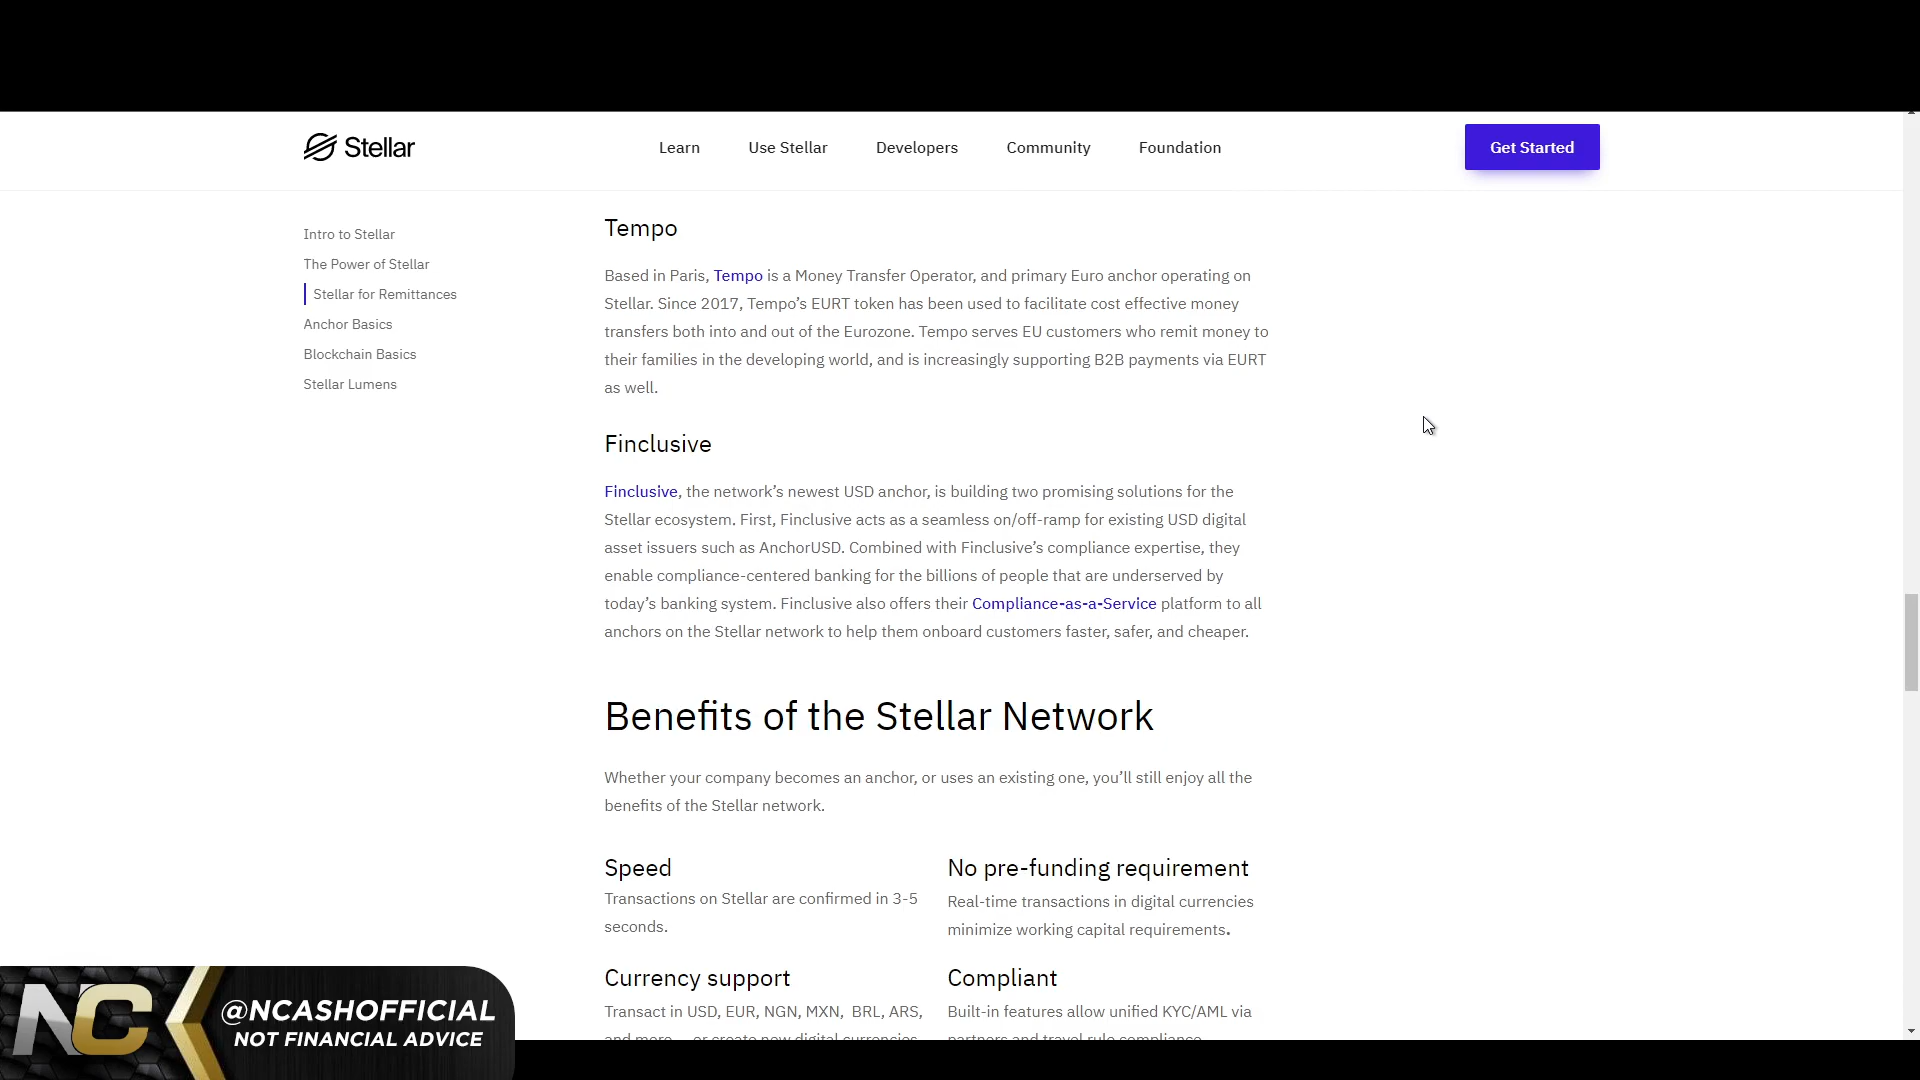 Stellar
Learn
Use Stellar
Developers
Community
Foundation
Get Started
Intro to Stellar
The Power of Stellar
Stellar for Remittances
Anchor Basics
Blockchain Basics
Stellar Lumens
Tempo
Based in Paris, Tempo is a Money Transfer Operator, and primary Euro anchor operating on
Stellar. Since 2017, Tempo’s EURT token has been used to facilitate cost effective money
transfers both into and out of the Eurozone. Tempo serves EU customers who remit money to
their families in the developing world, and is increasingly supporting B2B payments via EURT
as well.
Finclusive
Finclusive, the network’s newest USD anchor, is building two promising solutions for the
Stellar ecosystem. First, Finclusive acts as a seamless on/off-ramp for existing USD digital
asset issuers such as AnchorUSD. Combined with Finclusive’s compliance expertise, they
enable compliance-centered banking for the billions of people that are underserved by
today’s banking system. Finclusive also offers their Compliance-as-a-Service platform to all
anchors on the Stellar network to help them onboard customers faster, safer, and cheaper.
Benefits of the Stellar Network
Whether your company becomes an anchor, or uses an existing one, you’ll still enjoy all the
benefits of the Stellar network.
Speed
Transactions on Stellar are confirmed in 3-5
seconds.
No pre-funding requirement
Real-time transactions in digital currencies
minimize working capital requirements.
Currency support
Transact in USD, EUR, NGN, MXN, BRL, ARS,
and more — or create new digital currencies
Compliant
Built-in features allow unified KYC/AML via
partners and travel rule compliance
NC
@NCASHOFFICIAL
NOT FINANCIAL ADVICE